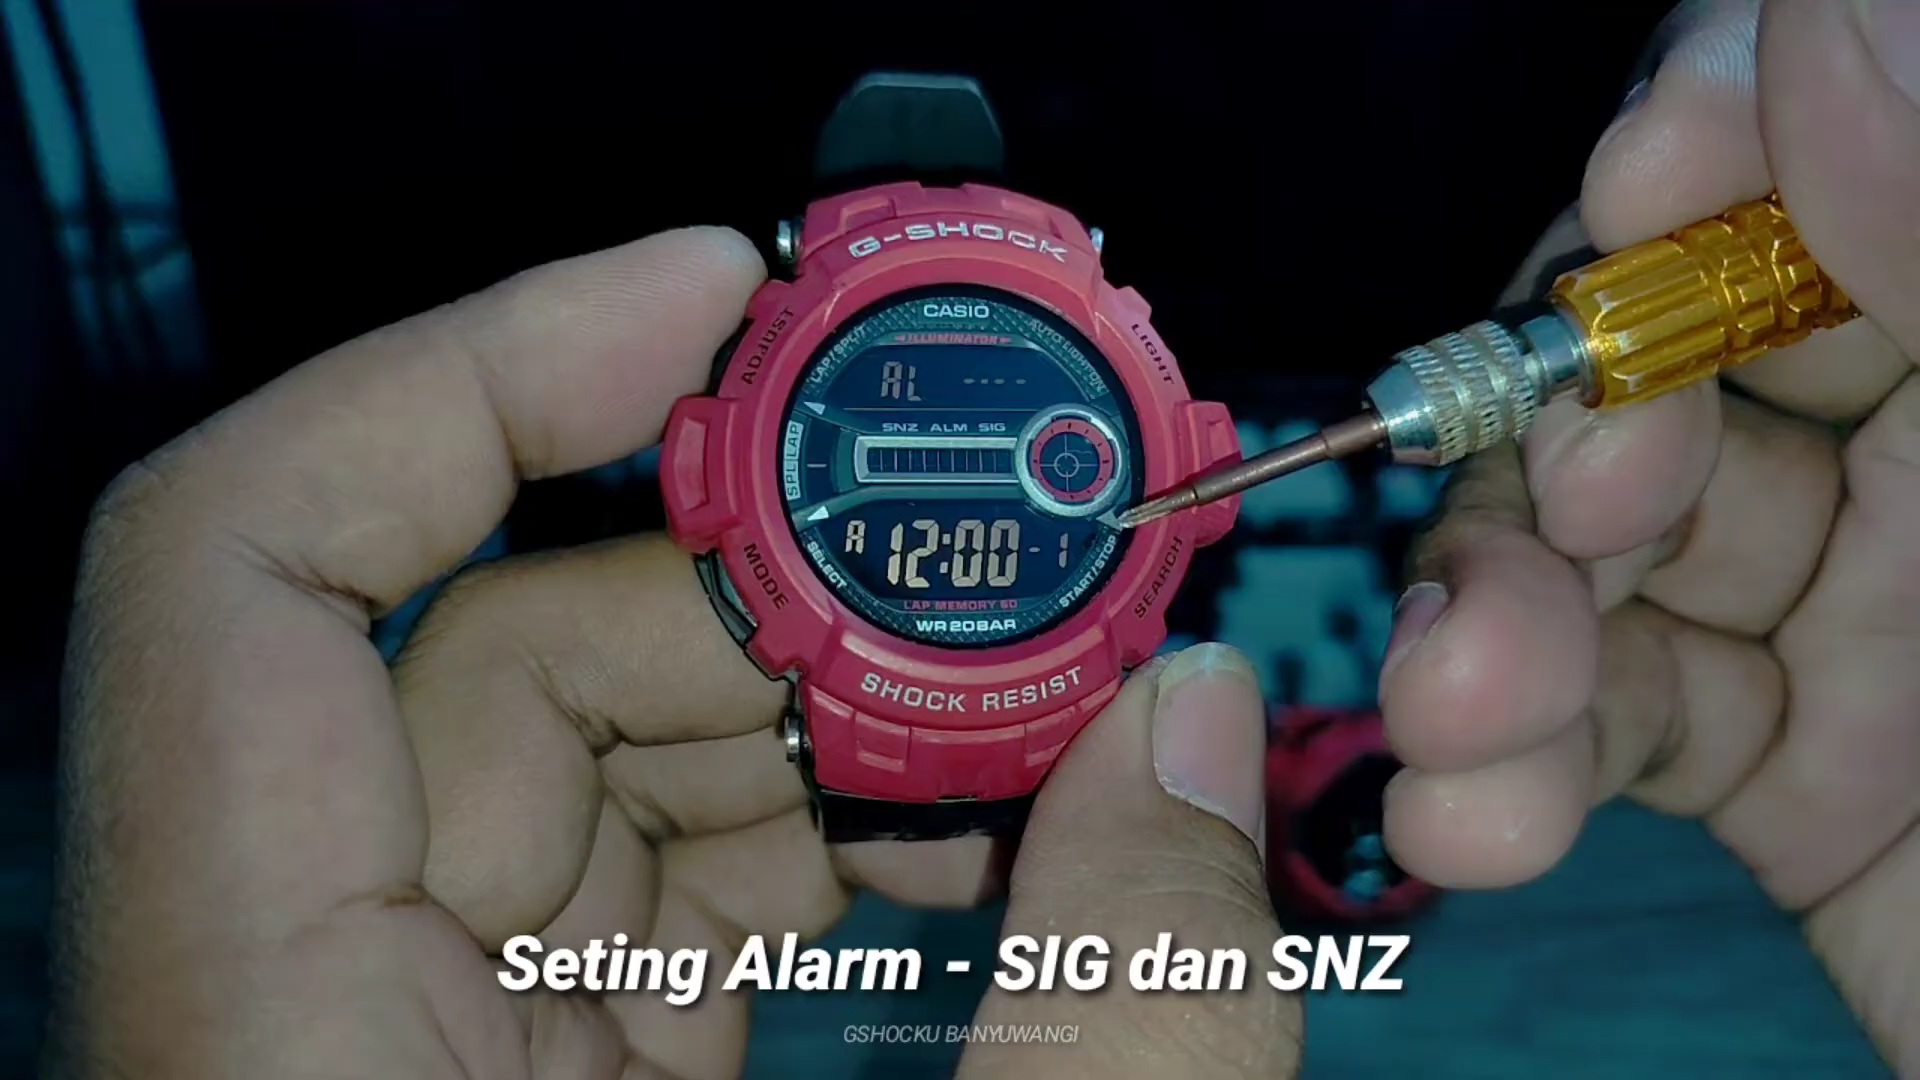 G-SHOCK
CASIO
ILLUMINATOR
ADJUST
LAP/SPLIT
AUTO LIGHT ON
LIGHT
AL ----
SNZ ALM SIG
SPL LAP
A 12:00-1
SELECT
START/STOP
MODE
SEARCH
LAP MEMORY 60
WR20BAR
SHOCK RESIST
Seting Alarm - SIG dan SNZ
GSHOCKU BANYUWANGI